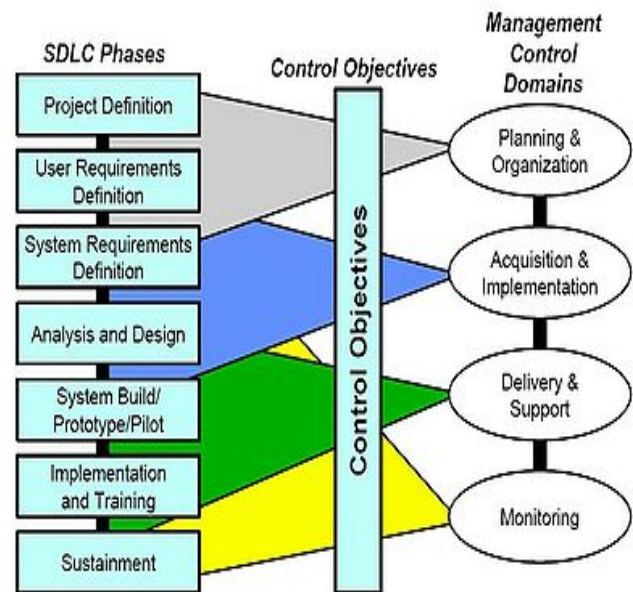 SDLC Phases
Control Objectives
Management
Control
Domains
Project Definition
User Requirements
Definition
System Requirements
Definition
Analysis and Design
System Build/
Prototype/Pilot
Implementation
and Training
Sustainment
Control Objectives
Planning &
Organization
Acquisition &
Implementation
Delivery &
Support
Monitoring